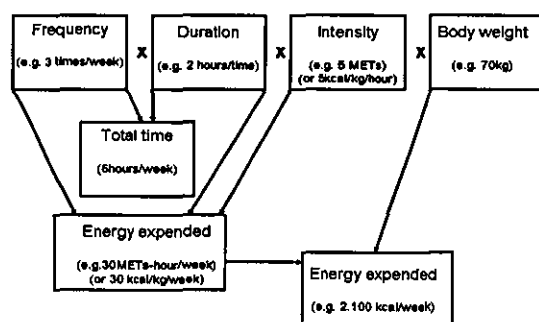 Frequency
(e.g. 3 times/week)
X
Duration
(e.g. 2 hours/time)
X
Intensity
(e.g. 5 METs)
(or 5kcal/kg/hour)
X
Body weight
(e.g. 70kg)
Total time
(6hours/week)
Energy expended
(e.g.30METs-hour/week)
(or 30 kcal/kg/week)
Energy expended
(e.g. 2.100 kcal/week)